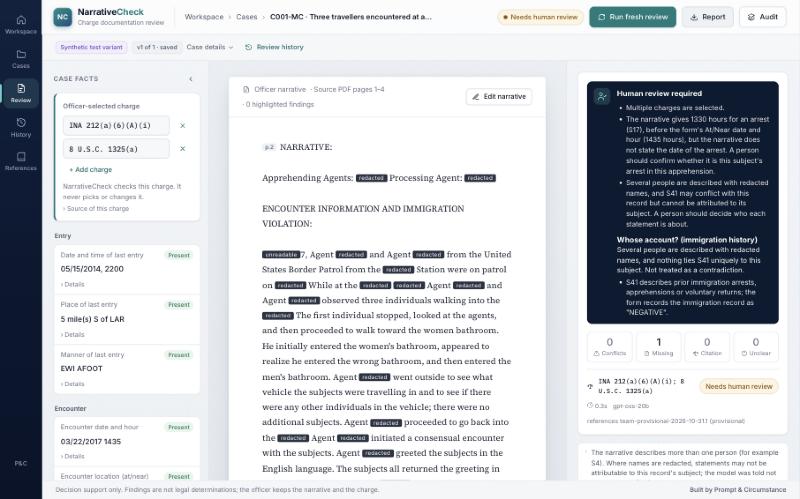 NC
NarrativeCheck
Charge documentation review
Workspace › Cases › C001-MC · Three travellers encountered at a...
Needs human review
Run fresh review
Report
Audit
Workspace
Cases
Review
History
References
P&C
Synthetic test variant
v1 of 1 · saved
Case details
Review history
CASE FACTS
Officer-selected charge
INA 212(a)(6)(A)(i)
8 U.S.C. 1325(a)
+ Add charge
NarrativeCheck checks this charge. It
never picks or changes it.
› Source of this charge
Entry
Date and time of last entry
Present
05/15/2014, 2200
› Details
Place of last entry
Present
5 mile(s) S of LAR
› Details
Manner of last entry
Present
EWI AFOOT
› Details
Encounter
Encounter date and hour
Present
03/22/2017 1435
› Details
Encounter location (at/near)
Present
Officer narrative · Source PDF pages 1–4
· 0 highlighted findings
Edit narrative
p.2 NARRATIVE:
Apprehending Agents: redacted Processing Agent: redacted
ENCOUNTER INFORMATION AND IMMIGRATION
VIOLATION:
unreadable 7, Agent redacted and Agent redacted from the United
States Border Patrol from the redacted Station were on patrol
on redacted While at the redacted redacted Agent redacted and
Agent redacted observed three individuals walking into the
redacted The first individual stopped, looked at the agents,
and then proceeded to walk toward the women bathroom.
He initially entered the women's bathroom, appeared to
realize he entered the wrong bathroom, and then entered the
men's bathroom. Agent redacted went outside to see what
vehicle the subjects were travelling in and to see if there
were any other individuals in the vehicle; there were no
additional subjects. Agent redacted proceeded to go back into
the redacted Agent redacted initiated a consensual encounter
with the subjects. Agent redacted greeted the subjects in the
English language. The subjects all returned the greeting in
Human review required
• Multiple charges are selected.
• The narrative gives 1330 hours for an arrest
(S17), before the form's At/Near date and
hour (1435 hours), but the narrative does
not state the date of the arrest. A person
should confirm whether it is this subject's
arrest in this apprehension.
• Several people are described with redacted
names, and S41 may conflict with this
record but cannot be attributed to its
subject. A person should decide who each
statement is about.
Whose account? (immigration history)
Several people are described with redacted
names, and nothing ties S41 uniquely to this
subject. Not treated as a contradiction.
• S41 describes prior immigration arrests,
apprehensions or voluntary returns; the
form records the immigration record as
"NEGATIVE".
0
Conflicts
1
Missing
0
Citation
0
Unclear
INA 212(a)(6)(A)(i); 8
U.S.C. 1325(a)
Needs human review
0.3s gpt-oss-20b
references team-provisional-2026-10-31.1 (provisional)
The narrative describes more than one person (for example
S4). Where names are redacted, statements may not be
attributable to this record's subject; the model does not
Decision support only. Findings are not legal determinations; the officer keeps the narrative and the charge.
Built by Prompt & Circumstance